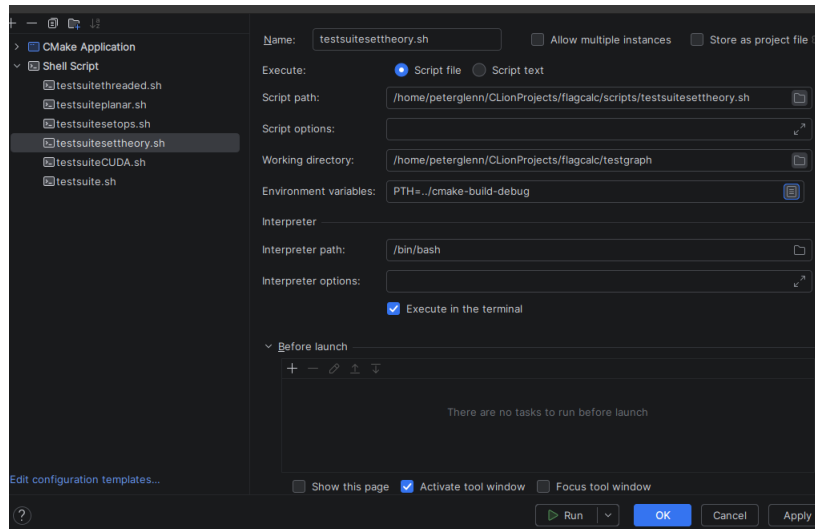 CMake Application
Shell Script
testsuitethreaded.sh
testsuiteplanar.sh
testsuitesetops.sh
testsuitesettheory.sh
testsuiteCUDA.sh
testsuite.sh
Edit configuration templates...
Name: testsuitesettheory.sh Allow multiple instances Store as project file
Execute: Script file Script text
Script path: /home/peterglenn/CLionProjects/flagcalc/scripts/testsuitesettheory.sh
Script options:
Working directory: /home/peterglenn/CLionProjects/flagcalc/testgraph
Environment variables: PTH=../cmake-build-debug
Interpreter
Interpreter path: /bin/bash
Interpreter options:
Execute in the terminal
Before launch
There are no tasks to run before launch
Show this page Activate tool window Focus tool window
? Run OK Cancel Apply